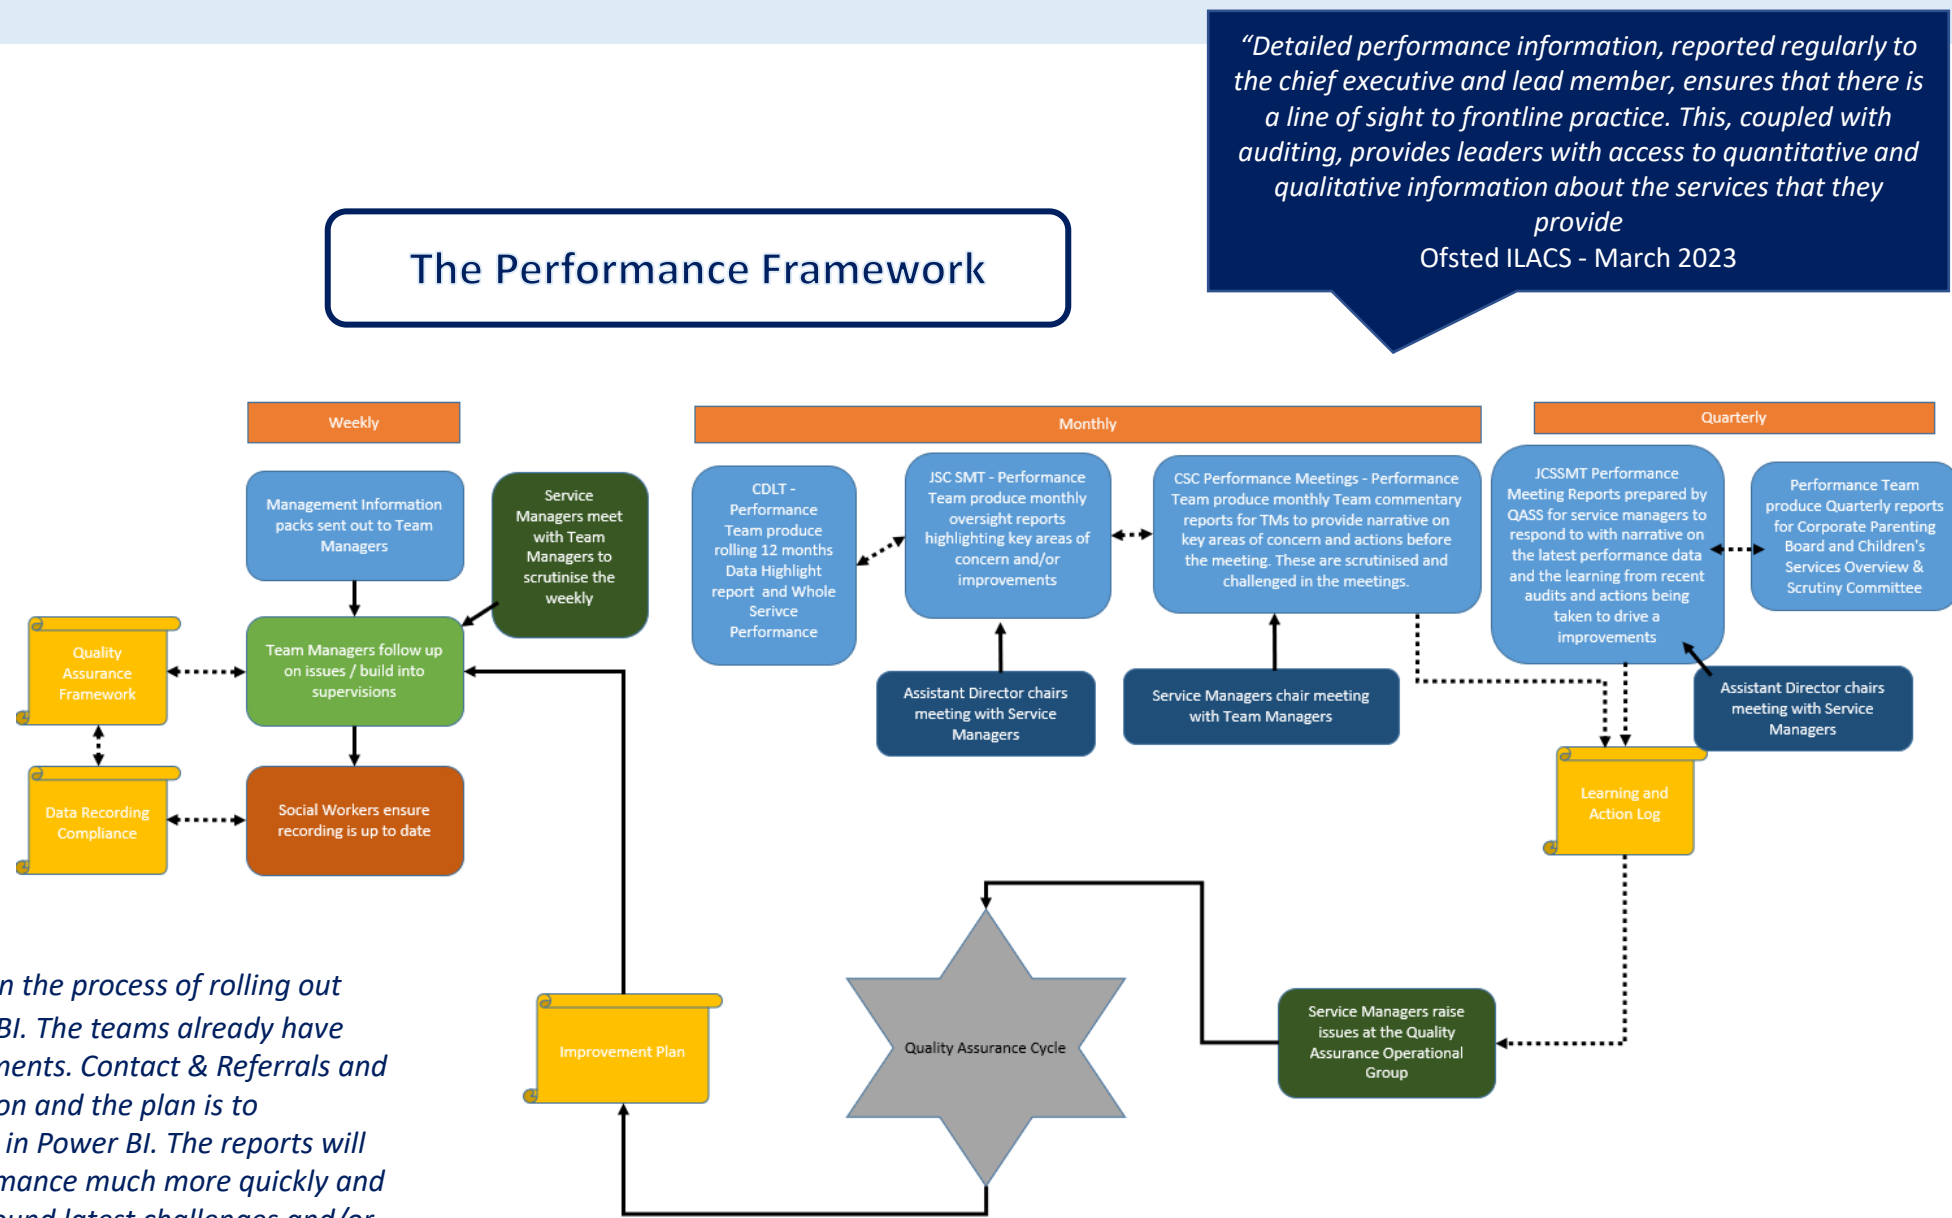 “Detailed performance information, reported regularly to
the chief executive and lead member, ensures that there is
a line of sight to frontline practice. This, coupled with
auditing, provides leaders with access to quantitative and
qualitative information about the services that they
provide
Ofsted ILACS - March 2023
The Performance Framework
Weekly
Management Information
packs sent out to Team
Managers
Service
Managers meet
with Team
Managers to
scrutinise the
weekly
Team Managers follow up
on issues / build into
supervisions
Quality
Assurance
Framework
Data Recording
Compliance
Social Workers ensure
recording is up to date
Monthly
CDLT -
Performance
Team produce
rolling 12 months
Data Highlight
report and Whole
Serivce
Performance
JSC SMT - Performance
Team produce monthly
oversight reports
highlighting key areas of
concern and/or
improvements
CSC Performance Meetings - Performance
Team produce monthly Team commentary
reports for TMs to provide narrative on
key areas of concern and actions before
the meeting. These are scrutinised and
challenged in the meetings.
Assistant Director chairs
meeting with Service
Managers
Service Managers chair meeting
with Team Managers
Quarterly
JCSSMT Performance
Meeting Reports prepared by
QASS for service managers to
respond to with narrative on
the latest performance data
and the learning from recent
audits and actions being
taken to drive a
improvements
Performance Team
produce Quarterly reports
for Corporate Parenting
Board and Children's
Services Overview &
Scrutiny Committee
Assistant Director chairs
meeting with Service
Managers
Learning and
Action Log
Service Managers raise
issues at the Quality
Assurance Operational
Group
Quality Assurance Cycle
Improvement Plan
n the process of rolling out
BI. The teams already have
ments. Contact & Referrals and
on and the plan is to
in Power BI. The reports will
mance much more quickly and
ound latest challenges and/or